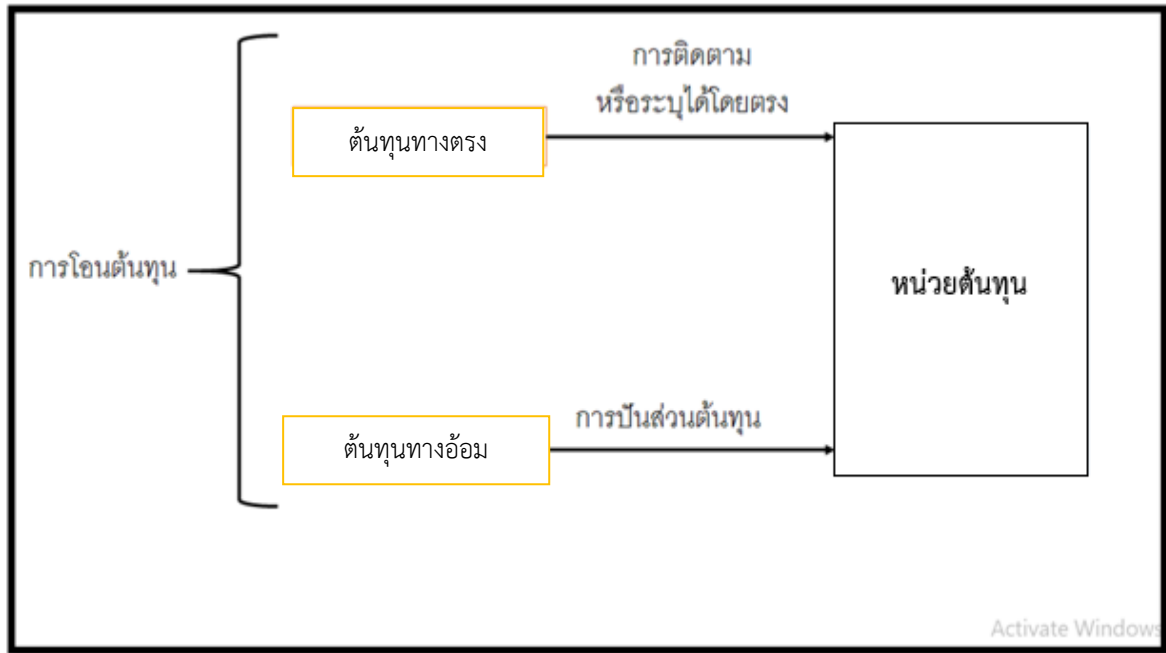 การติดตาม
หรือระบุได้โดยตรง
ต้นทุนทางตรง
การโอนต้นทุน
หน่วยต้นทุน
การปันส่วนต้นทุน
ต้นทุนทางอ้อม
Activate Windows